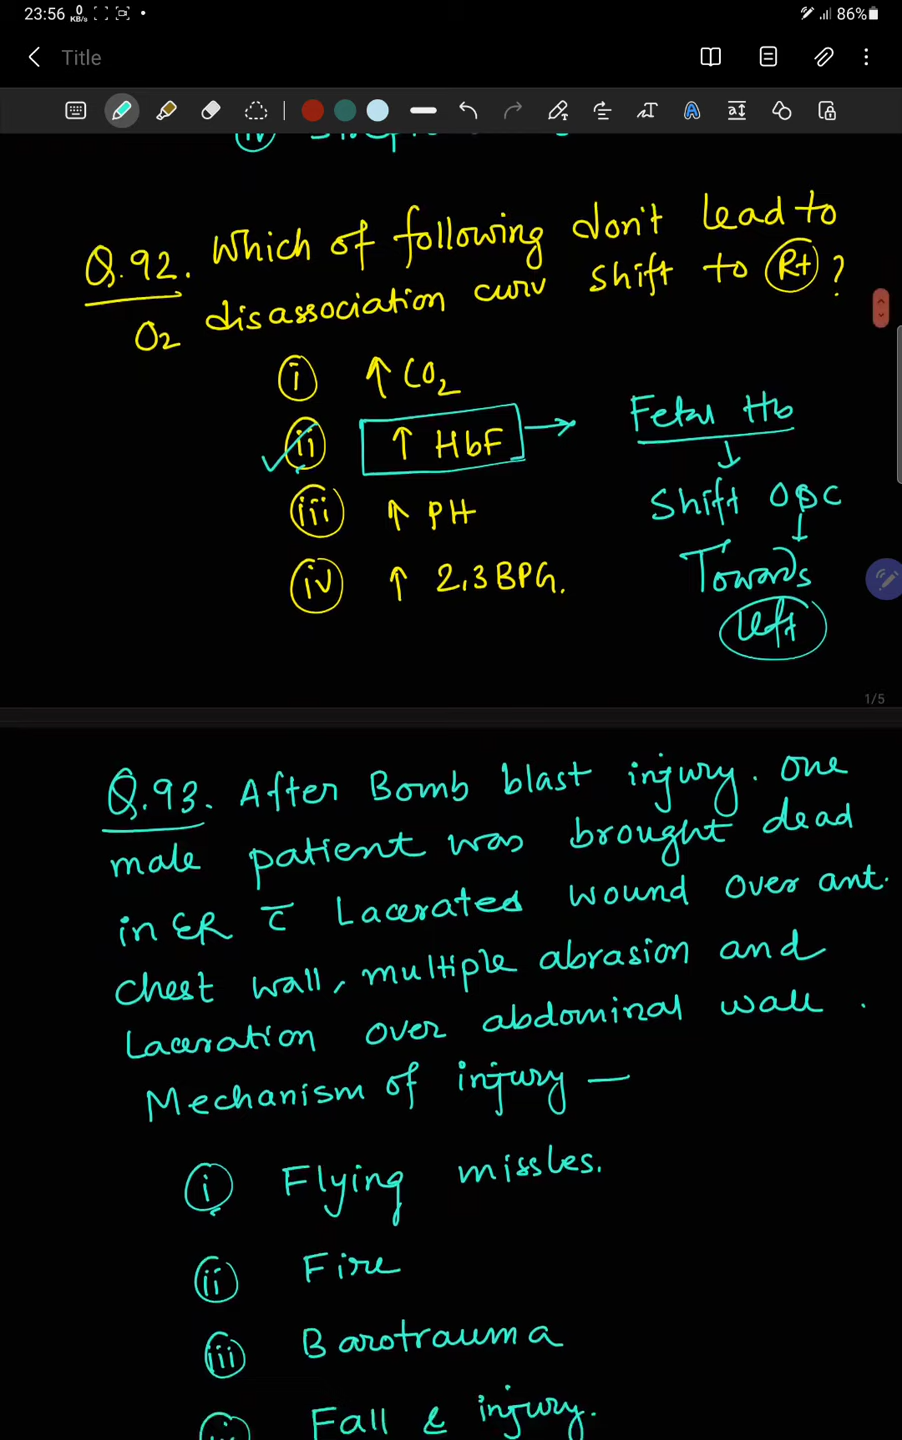 23:56 0 KB/s 86%
Title
Q.92. Which of following don't lead to
O2 disassociation curv shift to Rt ?
i ↑ CO2
ii ↑ HbF → Fetal Hb
↓
Shift ODC
iii ↑ PH
↓
Towards
iv ↑ 2,3 BPG.
left
1/5
Q.93. After Bomb blast injury. One
male patient was brought dead
in ER c̅ Lacerated wound over ant.
chest wall, multiple abrasion and
Laceration over abdominal wall .
Mechanism of injury —
i Flying missles.
ii Fire
iii Barotrauma
Fall & injury.